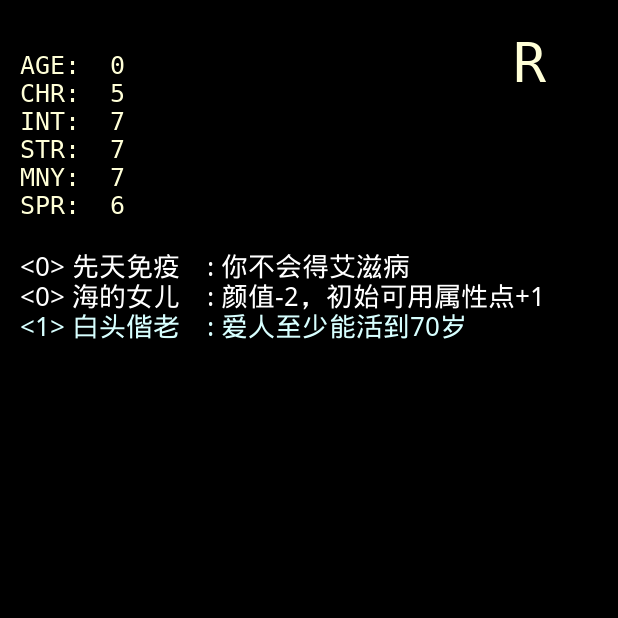 R
AGE: 0
CHR: 5
INT: 7
STR: 7
MNY: 7
SPR: 6
<0> 先天免疫 : 你不会得艾滋病
<0> 海的女儿 : 颜值-2，初始可用属性点+1
<1> 白头偕老 : 爱人至少能活到70岁